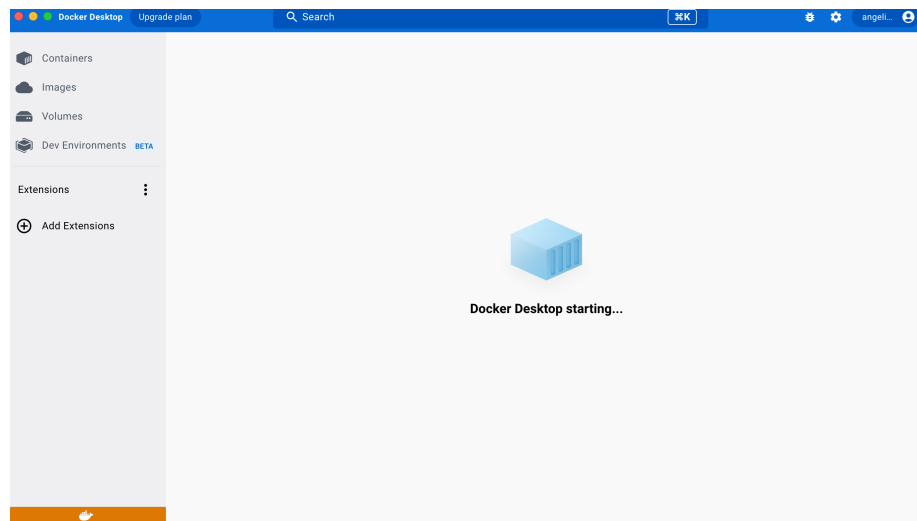 Docker Desktop Upgrade plan Search ⌘K angeli...
Containers
Images
Volumes
Dev Environments BETA
Extensions
Add Extensions
Docker Desktop starting...